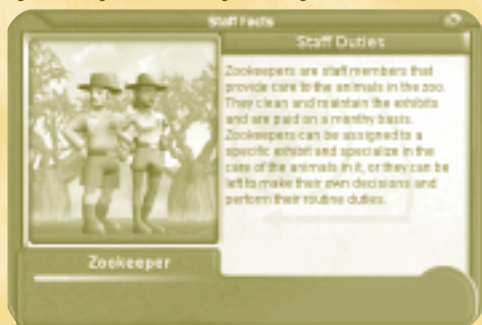 Staff Facts
Staff Duties
Zookeepers are staff members that
provide care to the animals in the zoo.
They clean and maintain the exhibits
and are paid on a monthy basis.
Zookeepers can be assigned to a
specific exhibit and specialize in the
care of the animals in it, or they can be
left to make their own decisions and
perform their routine duties.
Zookeeper